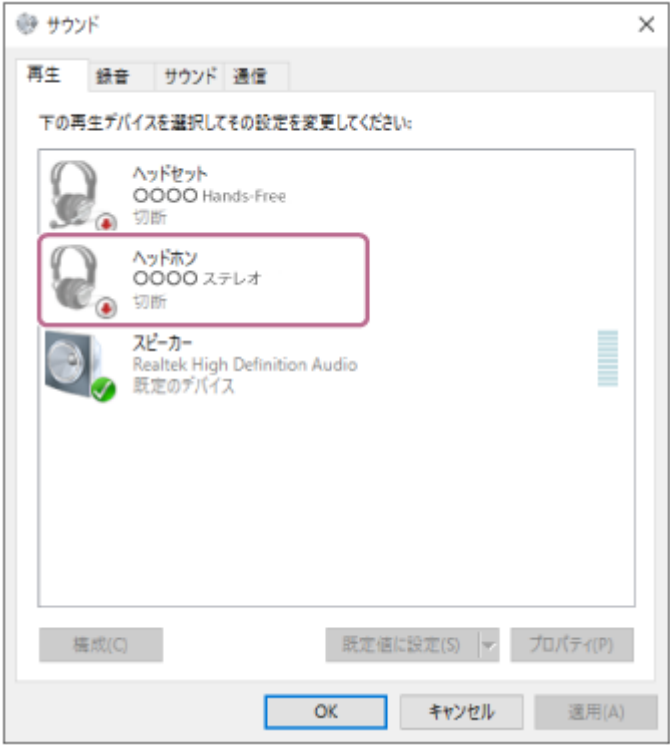 サウンド
再生
録音
サウンド
通信
下の再生デバイスを選択してその設定を変更してください:
ヘッドセット
〇〇〇〇 Hands-Free
切断
ヘッドホン
〇〇〇〇 ステレオ
切断
スピーカー
Realtek High Definition Audio
既定のデバイス
構成(C)
既定値に設定(S)
プロパティ(P)
OK
キャンセル
適用(A)